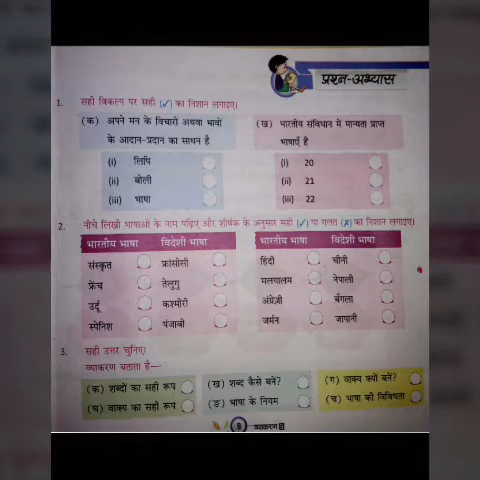 प्रश्न-अभ्यास
1. सही विकल्प पर सही (✓) का निशान लगाइए।
(क) अपने मन के विचारों अथवा भावों
के आदान-प्रदान का साधन है
(i) लिपि
(ii) बोली
(iii) भाषा
(ख) भारतीय संविधान में मान्यता प्राप्त
भाषाएँ हैं
(i) 20
(ii) 21
(iii) 22
2. नीचे लिखी भाषाओं के नाम पढ़िए और शीर्षक के अनुसार सही (✓) या गलत (✗) का निशान लगाइए।
भारतीय भाषा विदेशी भाषा
संस्कृत फ्रांसीसी
फ्रेंच तेलुगु
उर्दू कश्मीरी
स्पेनिश पंजाबी
भारतीय भाषा विदेशी भाषा
हिंदी चीनी
मलयालम नेपाली
अंग्रेज़ी बँगला
जर्मन जापानी
3. सही उत्तर चुनिए।
व्याकरण बताता है—
(क) शब्दों का सही रूप (ख) शब्द कैसे बनें? (ग) वाक्य क्यों बनें?
(घ) वाक्य का सही रूप (ङ) भाषा के नियम (च) भाषा की विविधता
9 व्याकरण